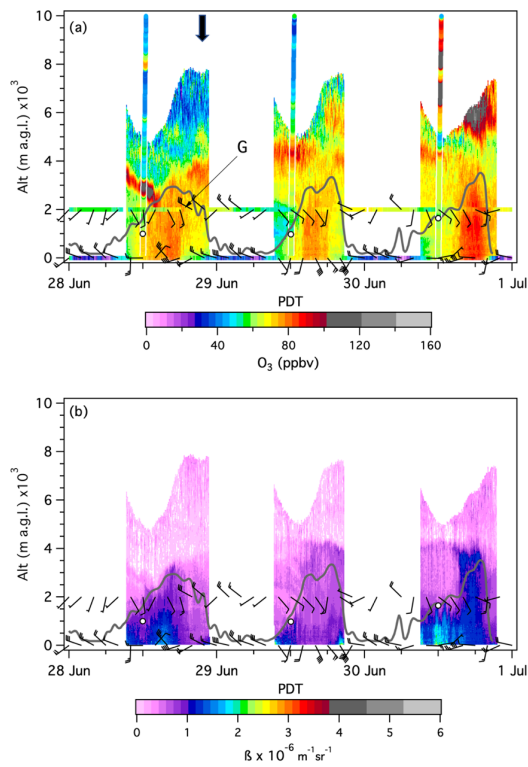 (a)
10
8
6
4
2
0
Alt (m a.g.l.) x10³
G
28 Jun
29 Jun
30 Jun
1 Jul
PDT
0
40
80
120
160
O₃ (ppbv)
(b)
10
8
6
4
2
0
Alt (m a.g.l.) x10³
28 Jun
29 Jun
30 Jun
1 Jul
PDT
0
1
2
3
4
5
6
ß x 10⁻⁶ m⁻¹sr⁻¹